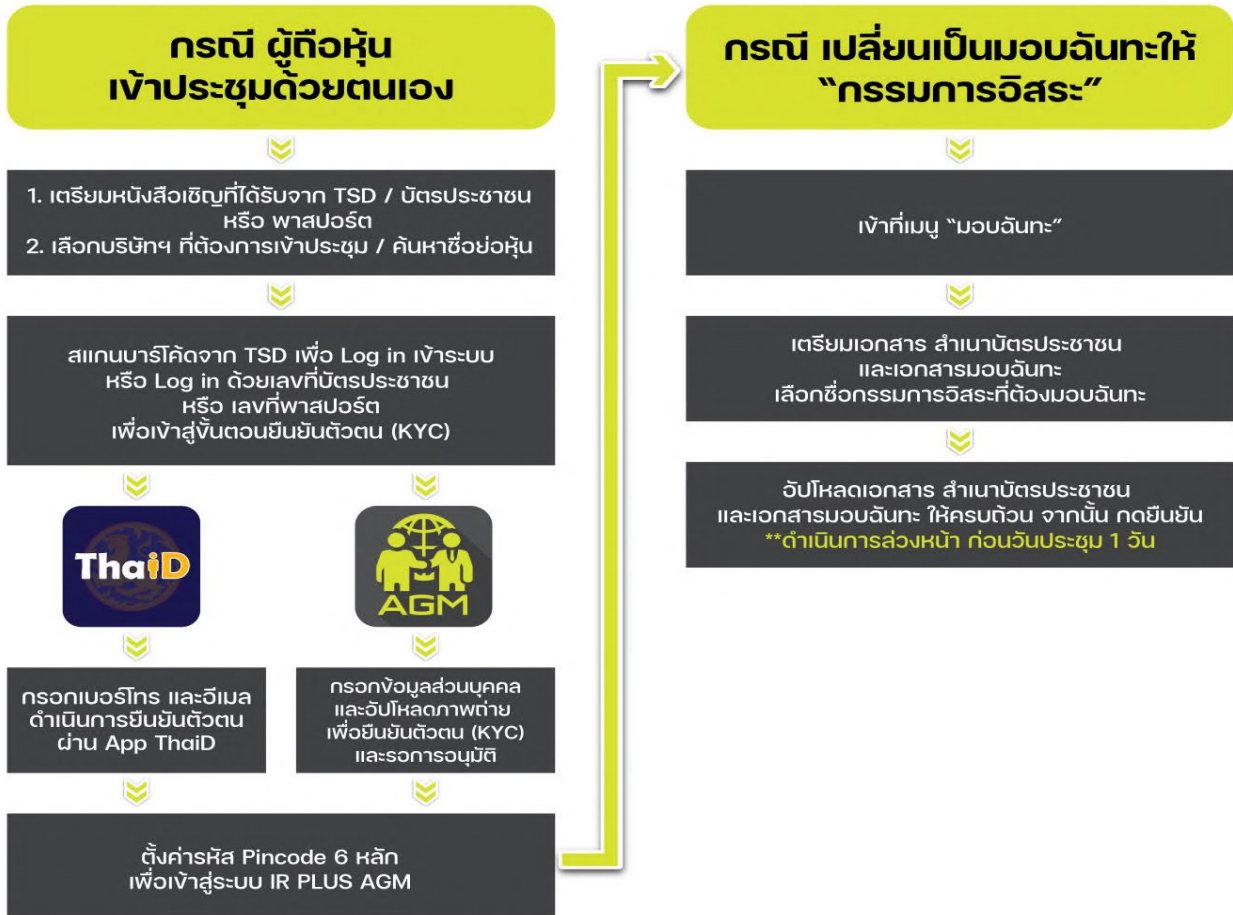 กรณี ผู้ถือหุ้น
เข้าประชุมด้วยตนเอง
1. เตรียมหนังสือเชิญที่ได้รับจาก TSD / บัตรประชาชน
หรือ พาสปอร์ต
2. เลือกบริษัทฯ ที่ต้องการเข้าประชุม / ค้นหาชื่อย่อหุ้น
สแกนบาร์โค้ดจาก TSD เพื่อ Log in เข้าระบบ
หรือ Log in ด้วยเลขที่บัตรประชาชน
หรือ เลขที่พาสปอร์ต
เพื่อเข้าสู่ขั้นตอนยืนยันตัวตน (KYC)
ThaiD
AGM
กรอกเบอร์โทร และอีเมล
ดำเนินการยืนยันตัวตน
ผ่าน App ThaiD
กรอกข้อมูลส่วนบุคคล
และอัปโหลดภาพถ่าย
เพื่อยืนยันตัวตน (KYC)
และรอการอนุมัติ
ตั้งค่ารหัส Pincode 6 หลัก
เพื่อเข้าสู่ระบบ IR PLUS AGM
กรณี เปลี่ยนเป็นมอบฉันทะให้
“กรรมการอิสระ”
เข้าที่เมนู “มอบฉันทะ”
เตรียมเอกสาร สำเนาบัตรประชาชน
และเอกสารมอบฉันทะ
เลือกชื่อกรรมการอิสระที่ต้องมอบฉันทะ
อัปโหลดเอกสาร สำเนาบัตรประชาชน
และเอกสารมอบฉันทะ ให้ครบถ้วน จากนั้น กดยืนยัน
**ดำเนินการล่วงหน้า ก่อนวันประชุม 1 วัน